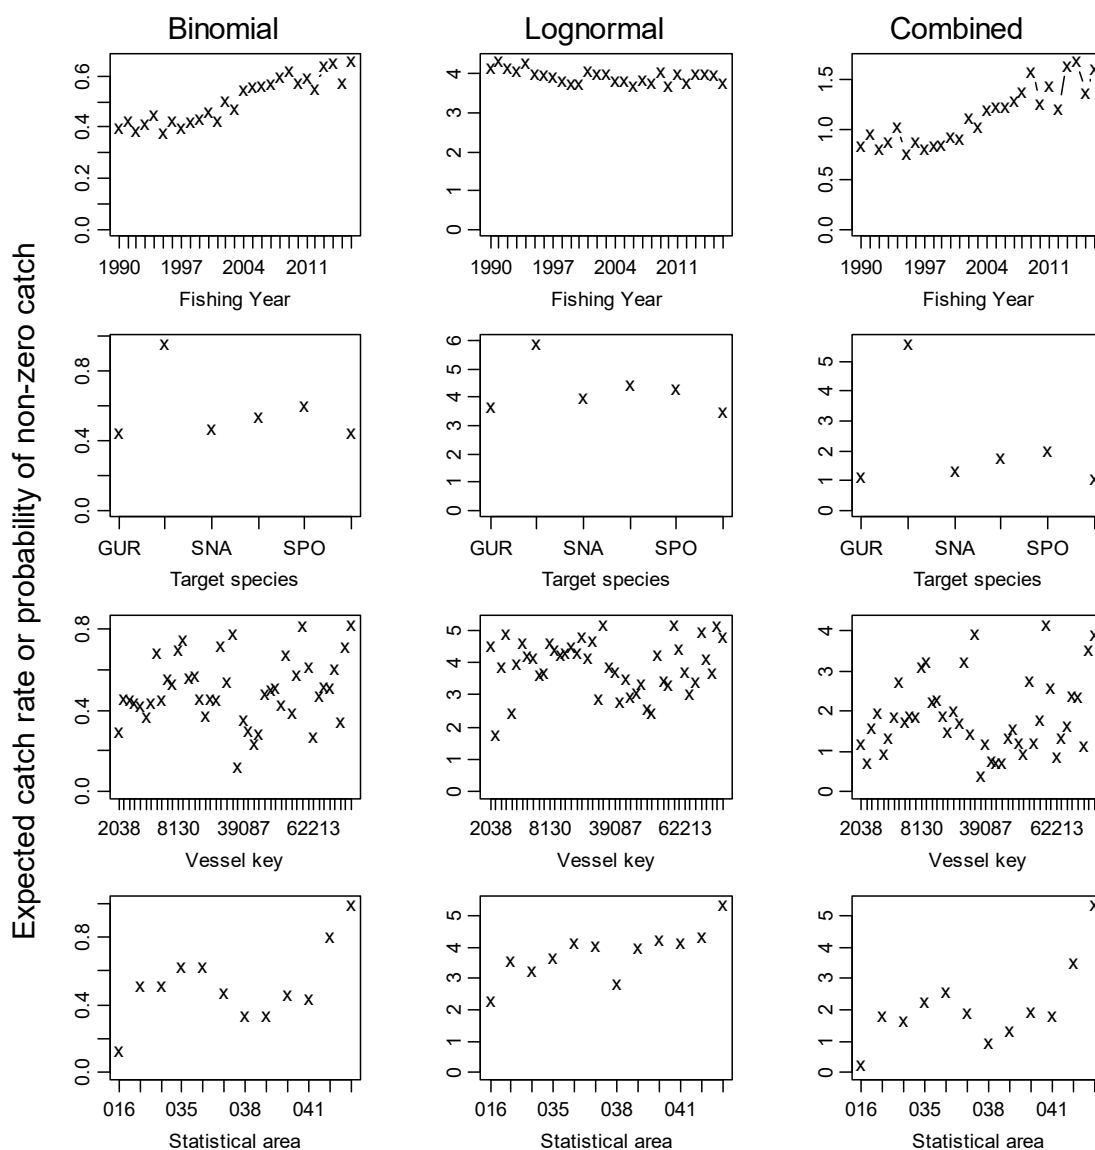 Binomial Lognormal Combined
Expected catch rate or probability of non-zero catch
0.0 0.2 0.4 0.6
0 1 2 3 4
0.0 0.5 1.0 1.5
1990 1997 2004 2011
1990 1997 2004 2011
1990 1997 2004 2011
Fishing Year Fishing Year Fishing Year
0.0 0.4 0.8
0 1 2 3 4 5 6
0 1 2 3 4 5
GUR SNA SPO
GUR SNA SPO
GUR SNA SPO
Target species Target species Target species
0.0 0.4 0.8
0 1 2 3 4 5
0 1 2 3 4
2038 8130 39087 62213
2038 8130 39087 62213
2038 8130 39087 62213
Vessel key Vessel key Vessel key
0.0 0.4 0.8
0 1 2 3 4 5
0 1 2 3 4 5
016 035 038 041
016 035 038 041
016 035 038 041
Statistical area Statistical area Statistical area